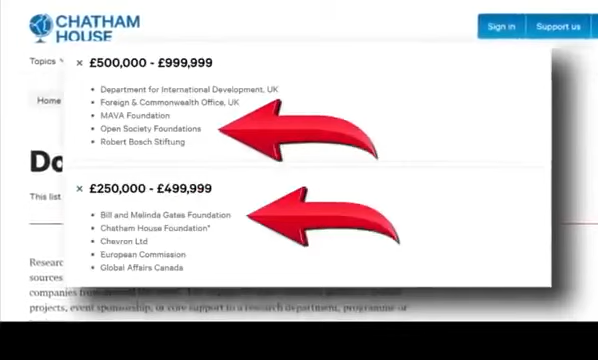 CHATHAM
HOUSE
Sign in
Support us
Topics
£500,000 - £999,999
Department for International Development, UK
Foreign & Commonwealth Office, UK
Home
MAVA Foundation
Open Society Foundations
Robert Bosch Stiftung
Do
£250,000 - £499,999
This list
Bill and Melinda Gates Foundation
Chatham House Foundation*
Chevron Ltd
European Commission
Global Affairs Canada
Researc
sources
companies from
projects, event sponsorship, or core support to a research department, programme or